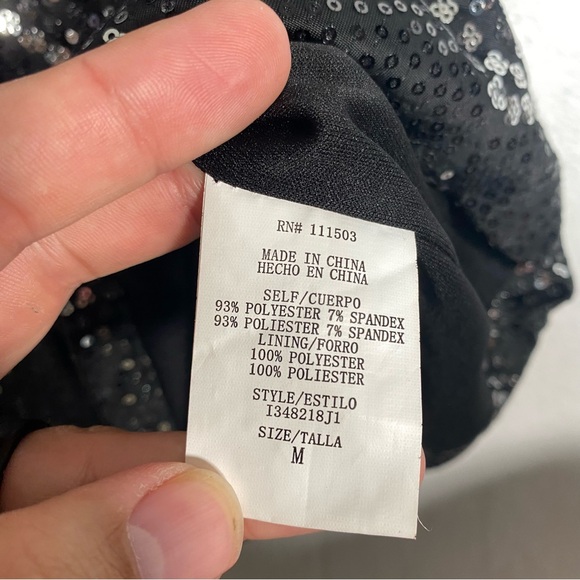 RN# 111503
MADE IN CHINA
HECHO EN CHINA
SELF/CUERPO
93% POLYESTER 7% SPANDEX
93% POLIESTER 7% SPANDEX
LINING/FORRO
100% POLYESTER
100% POLIESTER
STYLE/ESTILO
I348218J1
SIZE/TALLA
M